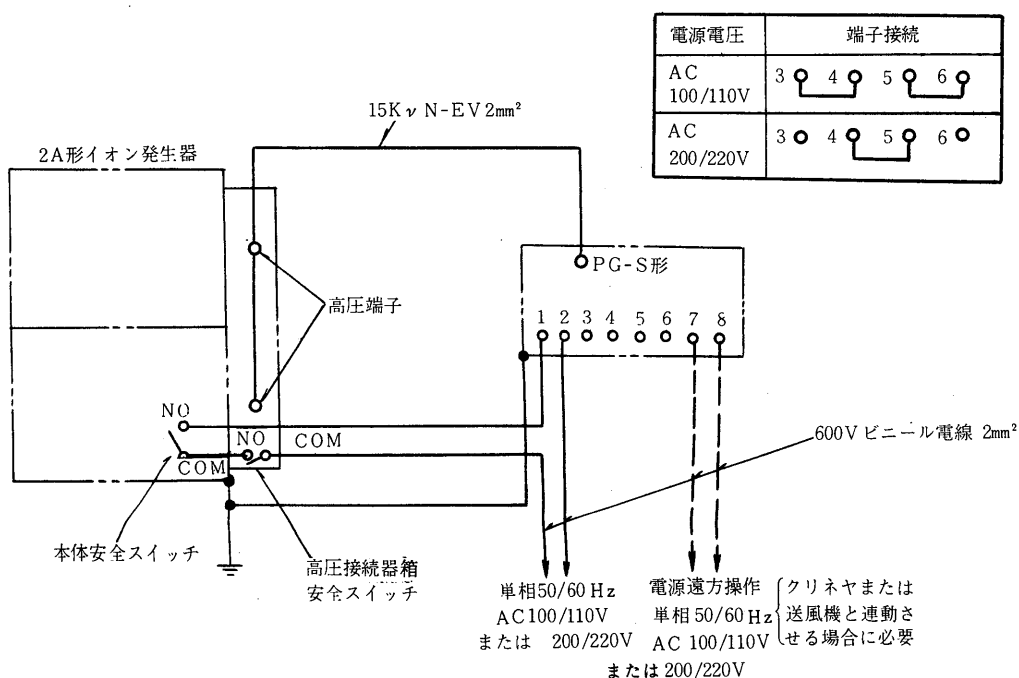 電源電圧 端子接続
AC 100/110V 3 4 5 6
AC 200/220V 3 4 5 6
15Kν N-EV2mm²
2A形イオン発生器
PG-S形
高圧端子
1 2 3 4 5 6 7 8
NO
NO COM
COM
600V ビニール電線 2mm²
本体安全スイッチ
高圧接続器箱
安全スイッチ
単相50/60Hz
AC100/110V
または 200/220V
電源遠方操作
単相50/60Hz
AC 100/110V
または200/220V
クリネヤまたは
送風機と連動さ
せる場合に必要